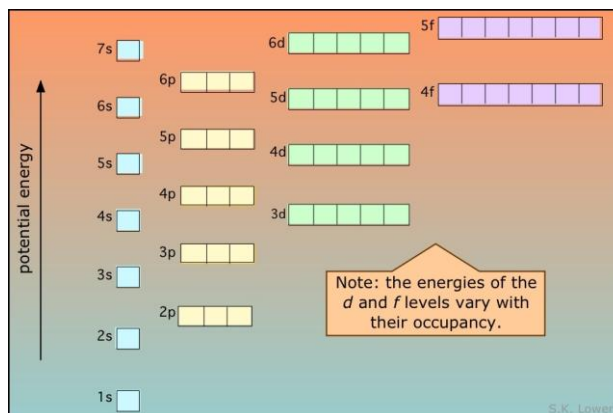 5f
7s
6d
6p
6s
5d
4f
5p
5s
4d
4p
4s
3d
potential energy
3p
3s
Note: the energies of the
d and f levels vary with
their occupancy.
2p
2s
1s
S.K. Lower